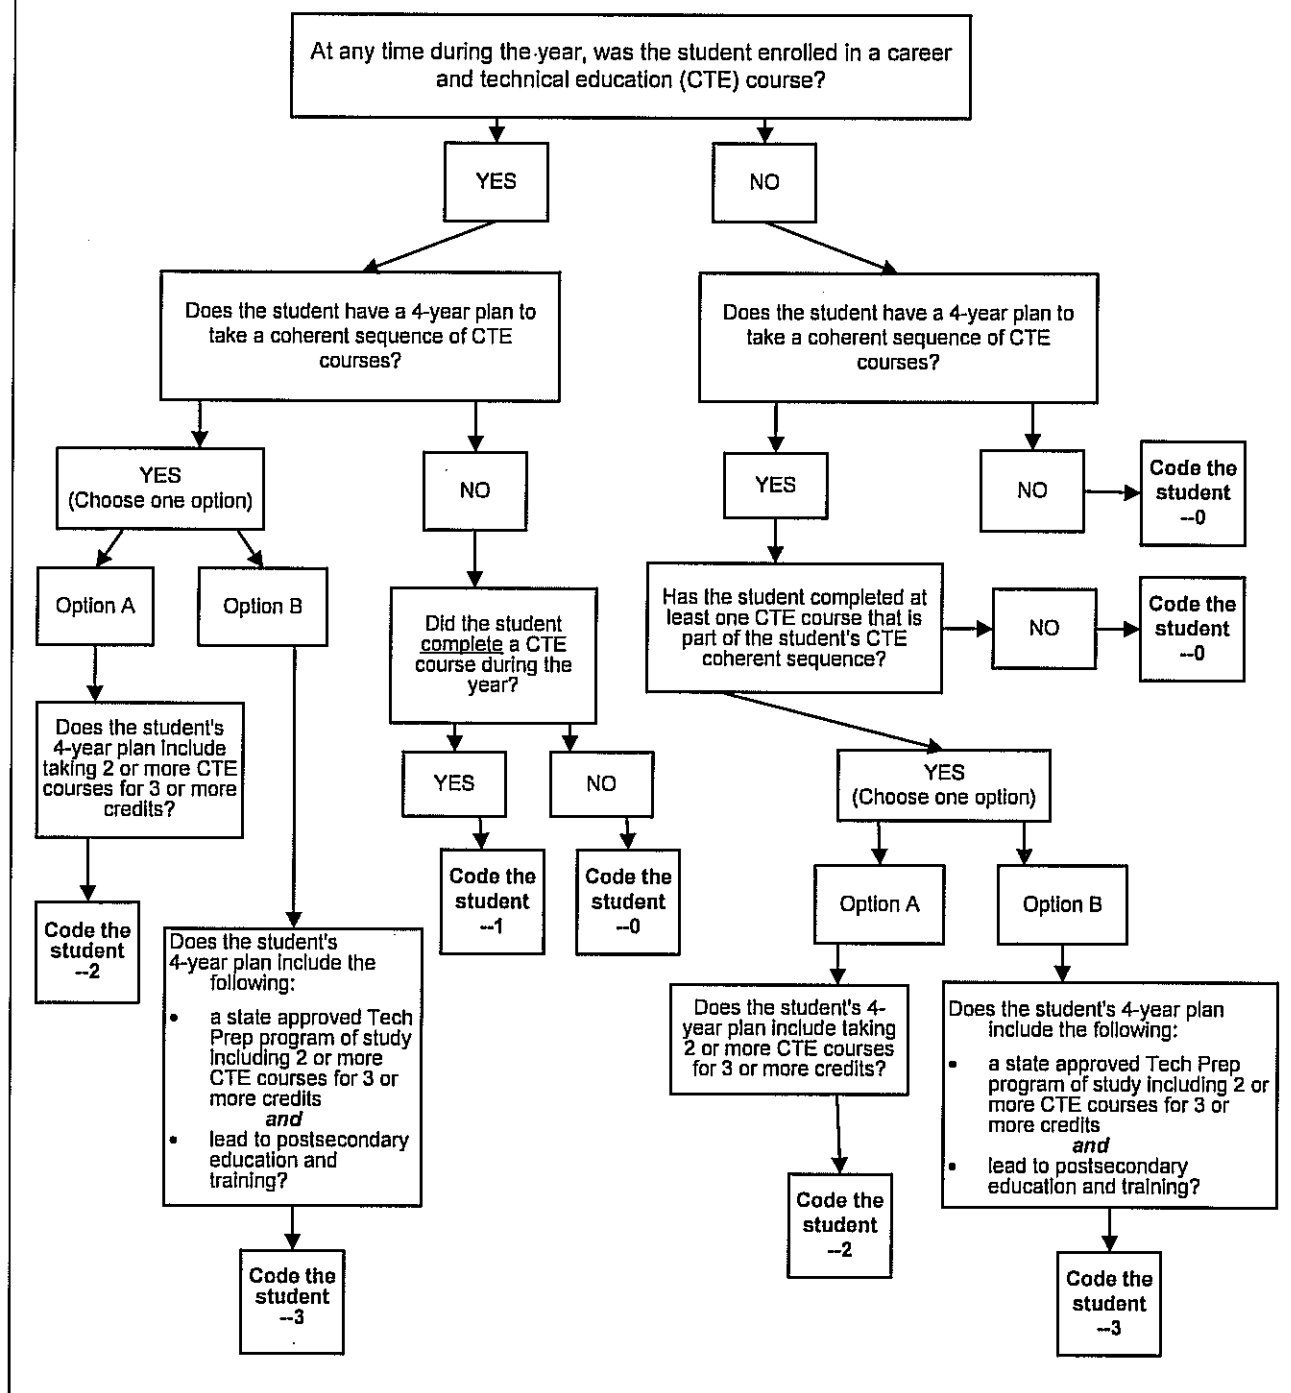 At any time during the year, was the student enrolled in a career
and technical education (CTE) course?
YES
NO
Does the student have a 4-year plan to
take a coherent sequence of CTE
courses?
Does the student have a 4-year plan to
take a coherent sequence of CTE
courses?
YES
(Choose one option)
NO
YES
NO
Code the
student
--0
Option A
Option B
Did the student
complete a CTE
course during the
year?
Has the student completed at
least one CTE course that is
part of the student's CTE
coherent sequence?
NO
Code the
student
--0
Does the student's
4-year plan include
taking 2 or more CTE
courses for 3 or more
credits?
YES
NO
YES
(Choose one option)
Code the
student
--1
Code the
student
--0
Option A
Option B
Code the
student
--2
Does the student's
4-year plan include the
following:
• a state approved Tech
Prep program of study
including 2 or more
CTE courses for 3 or
more credits
and
• lead to postsecondary
education and
training?
Does the student's 4-
year plan include taking
2 or more CTE courses
for 3 or more credits?
Does the student's 4-year plan
include the following:
• a state approved Tech Prep
program of study including 2 or
more CTE courses for 3 or
more credits
and
• lead to postsecondary
education and training?
Code the
student
--2
Code the
student
--3
Code the
student
--3